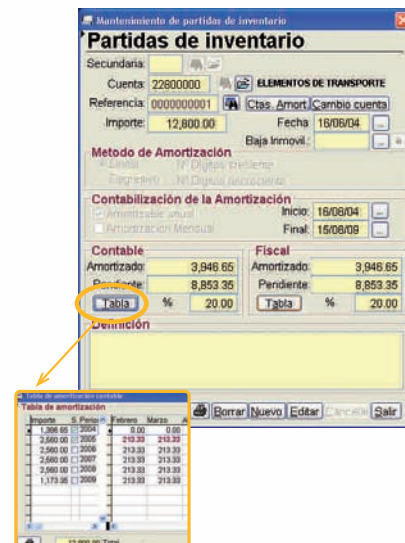 Mantenimiento de partidas de inventario
Partidas de inventario
Secundaria:
Cuenta: 22800000 ELEMENTOS DE TRANSPORTE
Referencia: 0000000001 Ctas. Amort. Cambio cuenta
Importe: 12,800.00 Fecha 16/06/04 ...
Baja Inmovil.: ...
Metodo de Amortización
Lineal Nº Dígitos creciente
Regresivo Nº Dígitos decreciente
Contabilización de la Amortización
Amortizable anual Inicio: 16/06/04 ...
Amortización Mensual Final: 15/06/09 ...
Contable Fiscal
Amortizado: 3,946.65 Amortizado: 3,946.65
Pendiente: 8,853.35 Pendiente: 8,853.35
Tabla % 20.00 Tabla % 20.00
Definición
Borrar Nuevo Editar Cancelar Salir
Tabla de amortización contable
Tabla de amortización
Importe S. Perio Febrero Marzo A
1,386.65 2004 0.00 0.00
2,560.00 2005 213.33 213.33
2,560.00 2006 213.33 213.33
2,560.00 2007 213.33 213.33
2,560.00 2008 213.33 213.33
1,173.35 2009 213.33 213.33
12,800.00 Total